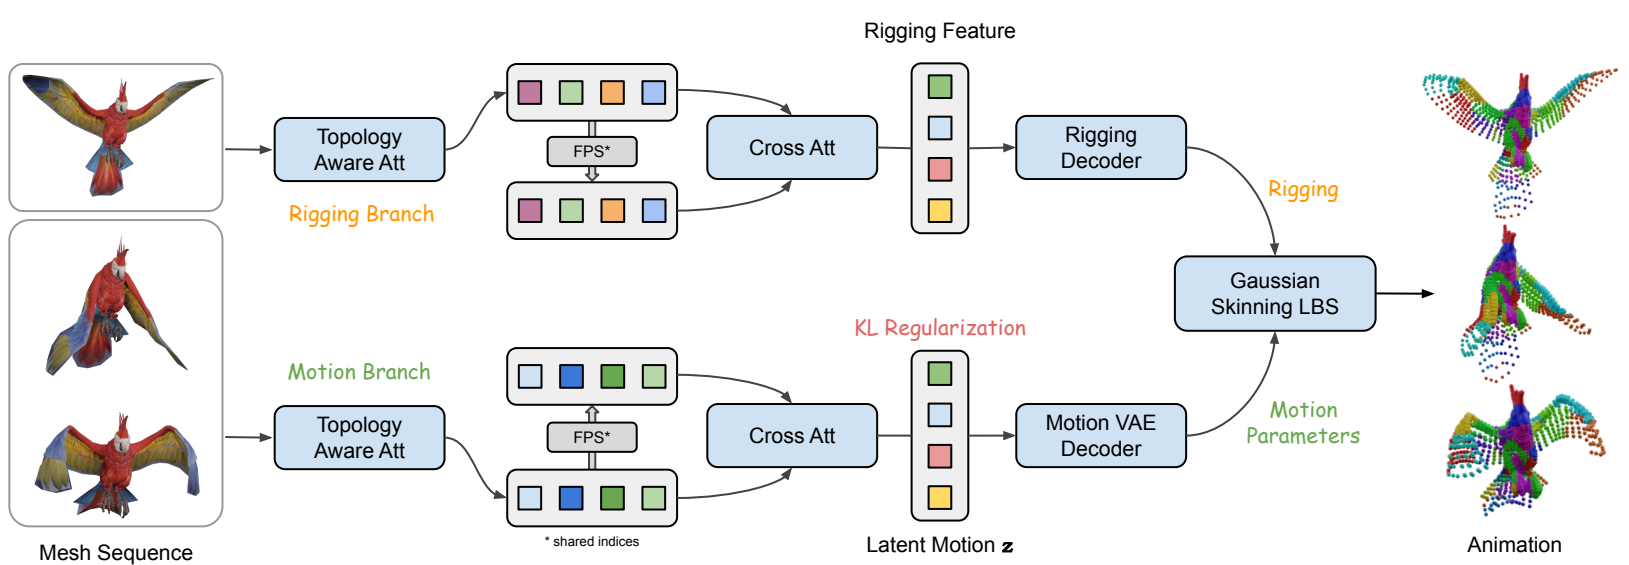 Rigging Feature
Topology
Aware Att
FPS*
Cross Att
Rigging
Decoder
Rigging Branch
Rigging
Gaussian
Skinning LBS
KL Regularization
Motion Branch
Topology
Aware Att
FPS*
Cross Att
Motion VAE
Decoder
Motion
Parameters
* shared indices
Mesh Sequence
Latent Motion z
Animation